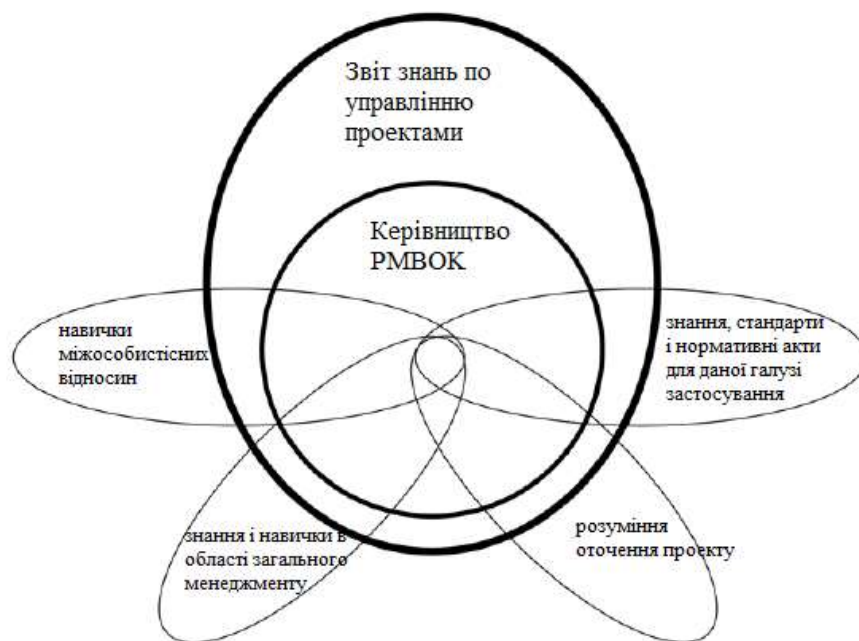 Звіт знань по
управлінню
проектами
Керівництво
PMBOK
навички
міжособистісних
відносин
знання, стандарти
і нормативні акти
для даної галузі
застосування
знання і навички в
області загального
менеджменту
розуміння
оточення проекту